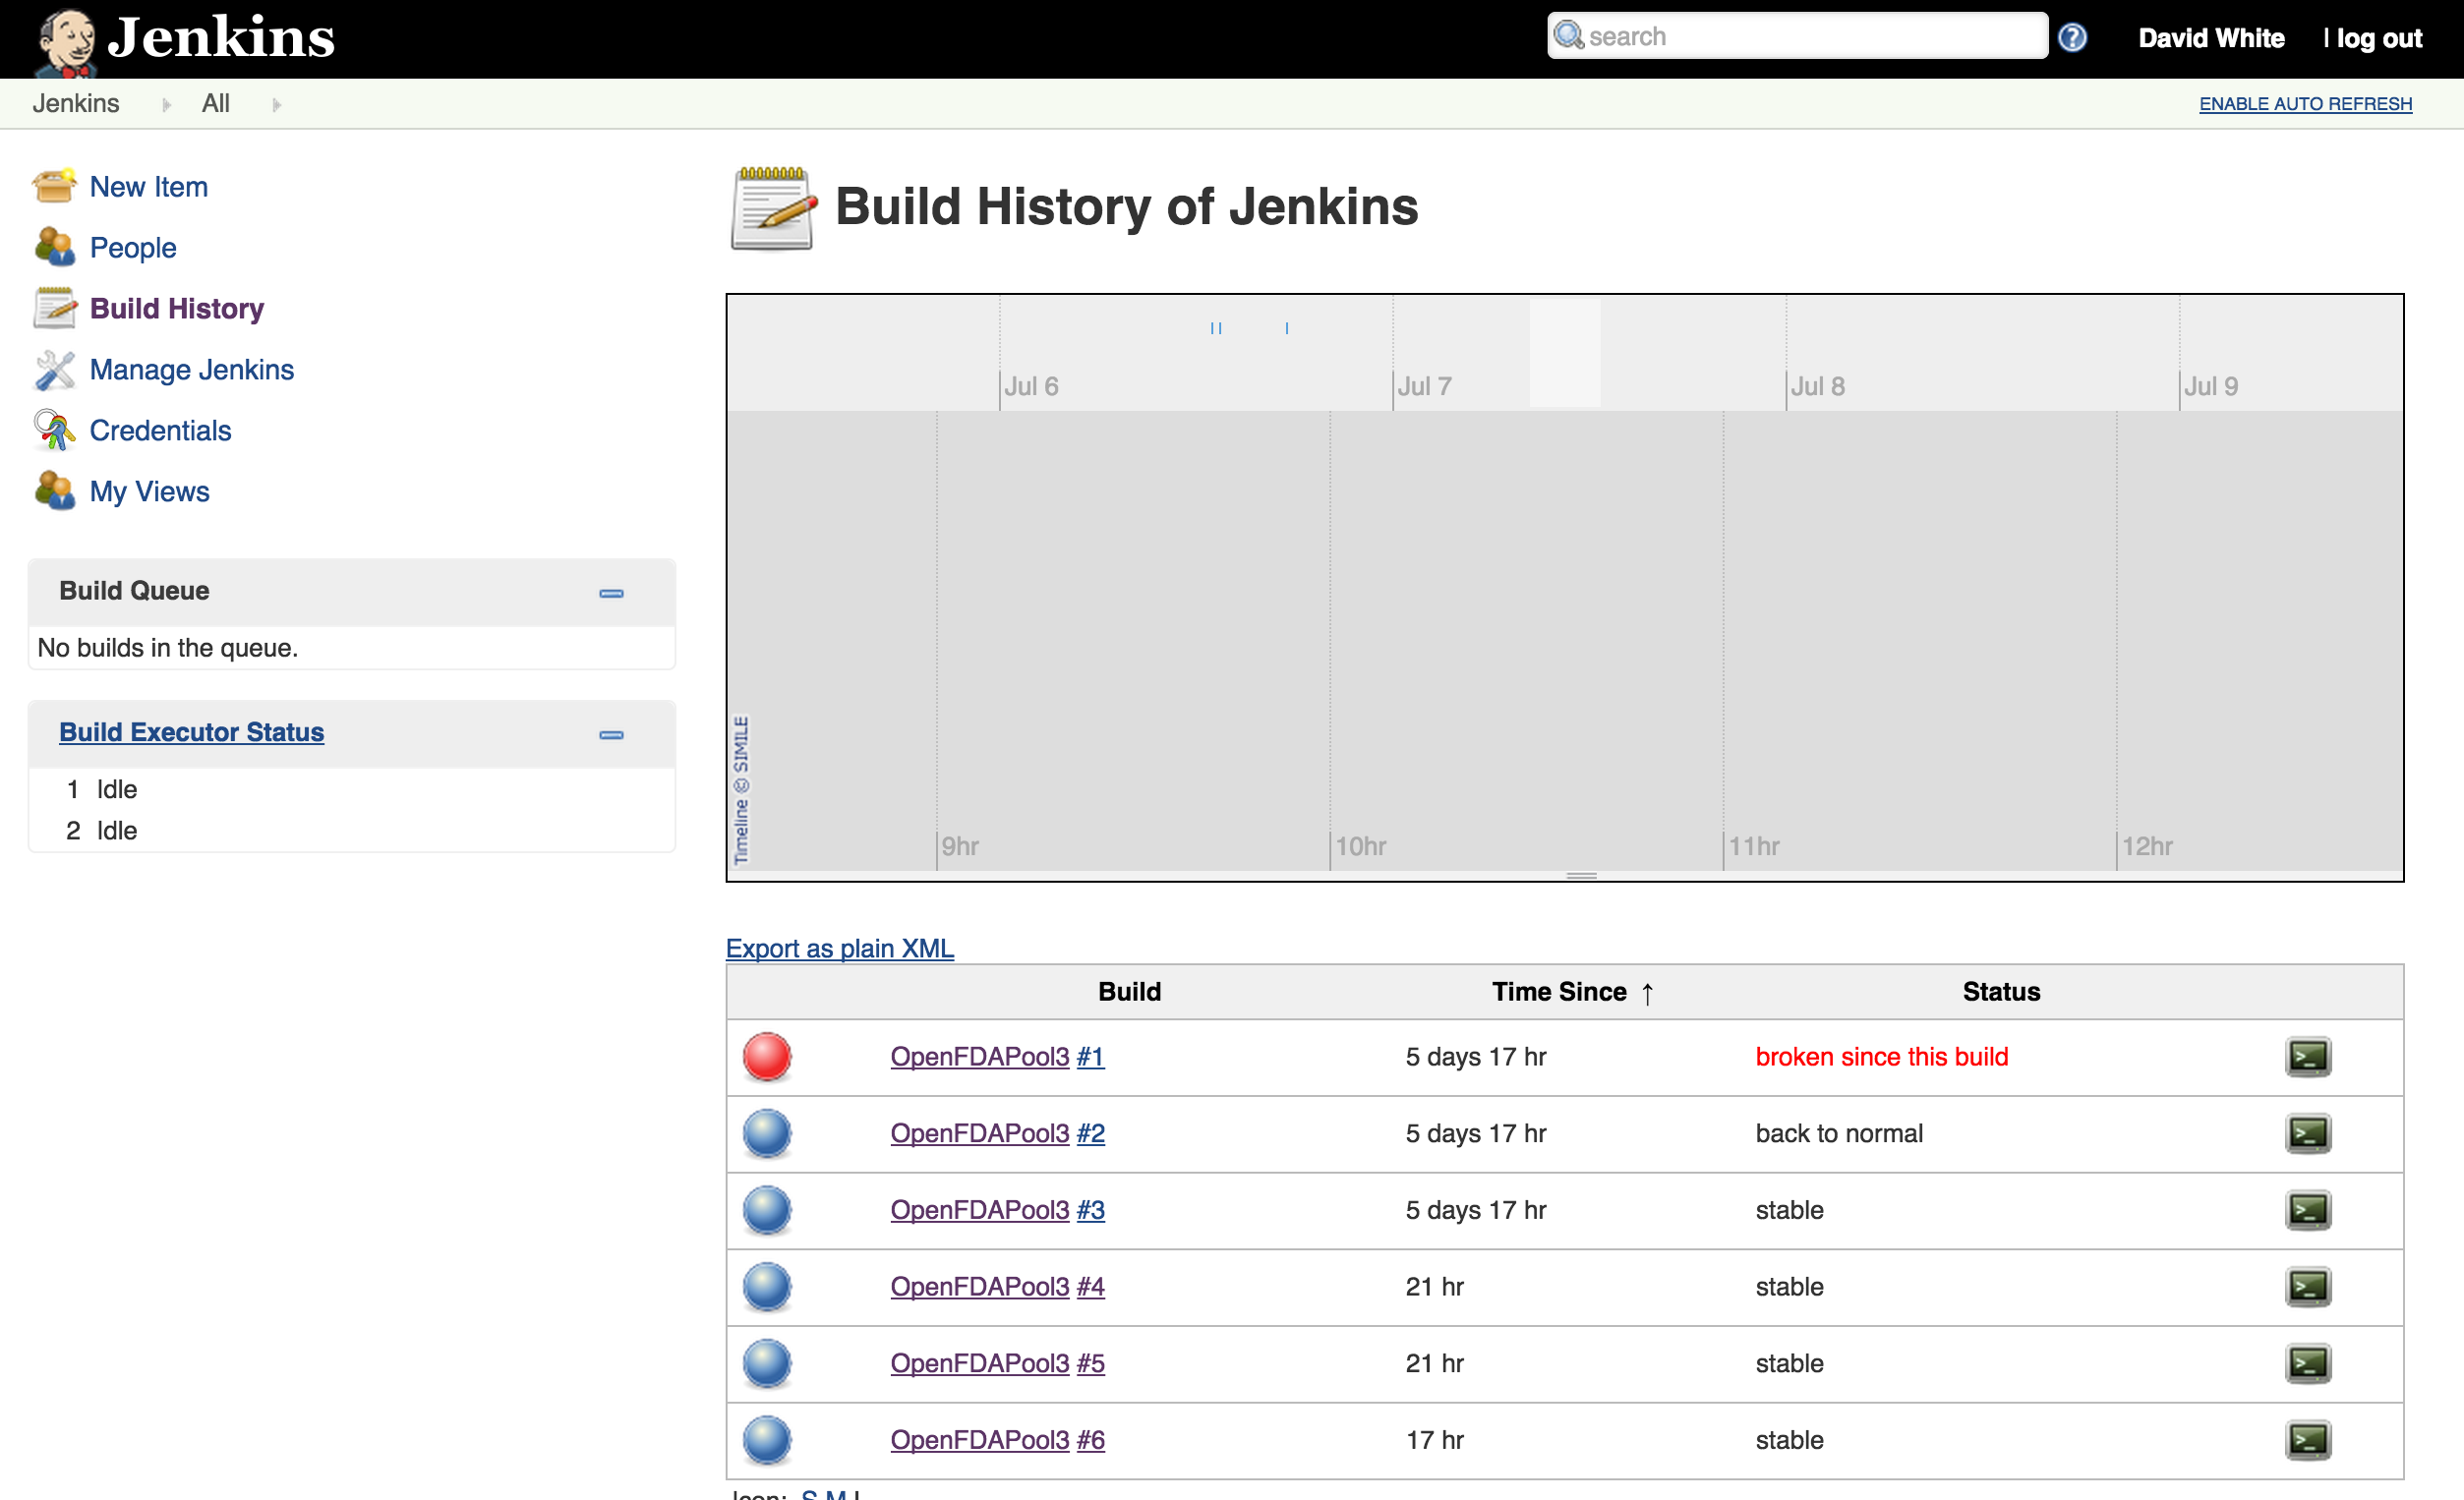 Jenkins
search
David White | log out
Jenkins All
ENABLE AUTO REFRESH
New Item
People
Build History
Manage Jenkins
Credentials
My Views
Build Queue
No builds in the queue.
Build Executor Status
1 Idle
2 Idle
Build History of Jenkins
Jul 6 Jul 7 Jul 8 Jul 9
Timeline © SIMILE
9hr 10hr 11hr 12hr
Export as plain XML
Build Time Since ↑ Status
OpenFDAPool3 #1 5 days 17 hr broken since this build
OpenFDAPool3 #2 5 days 17 hr back to normal
OpenFDAPool3 #3 5 days 17 hr stable
OpenFDAPool3 #4 21 hr stable
OpenFDAPool3 #5 21 hr stable
OpenFDAPool3 #6 17 hr stable
Icon: S M L